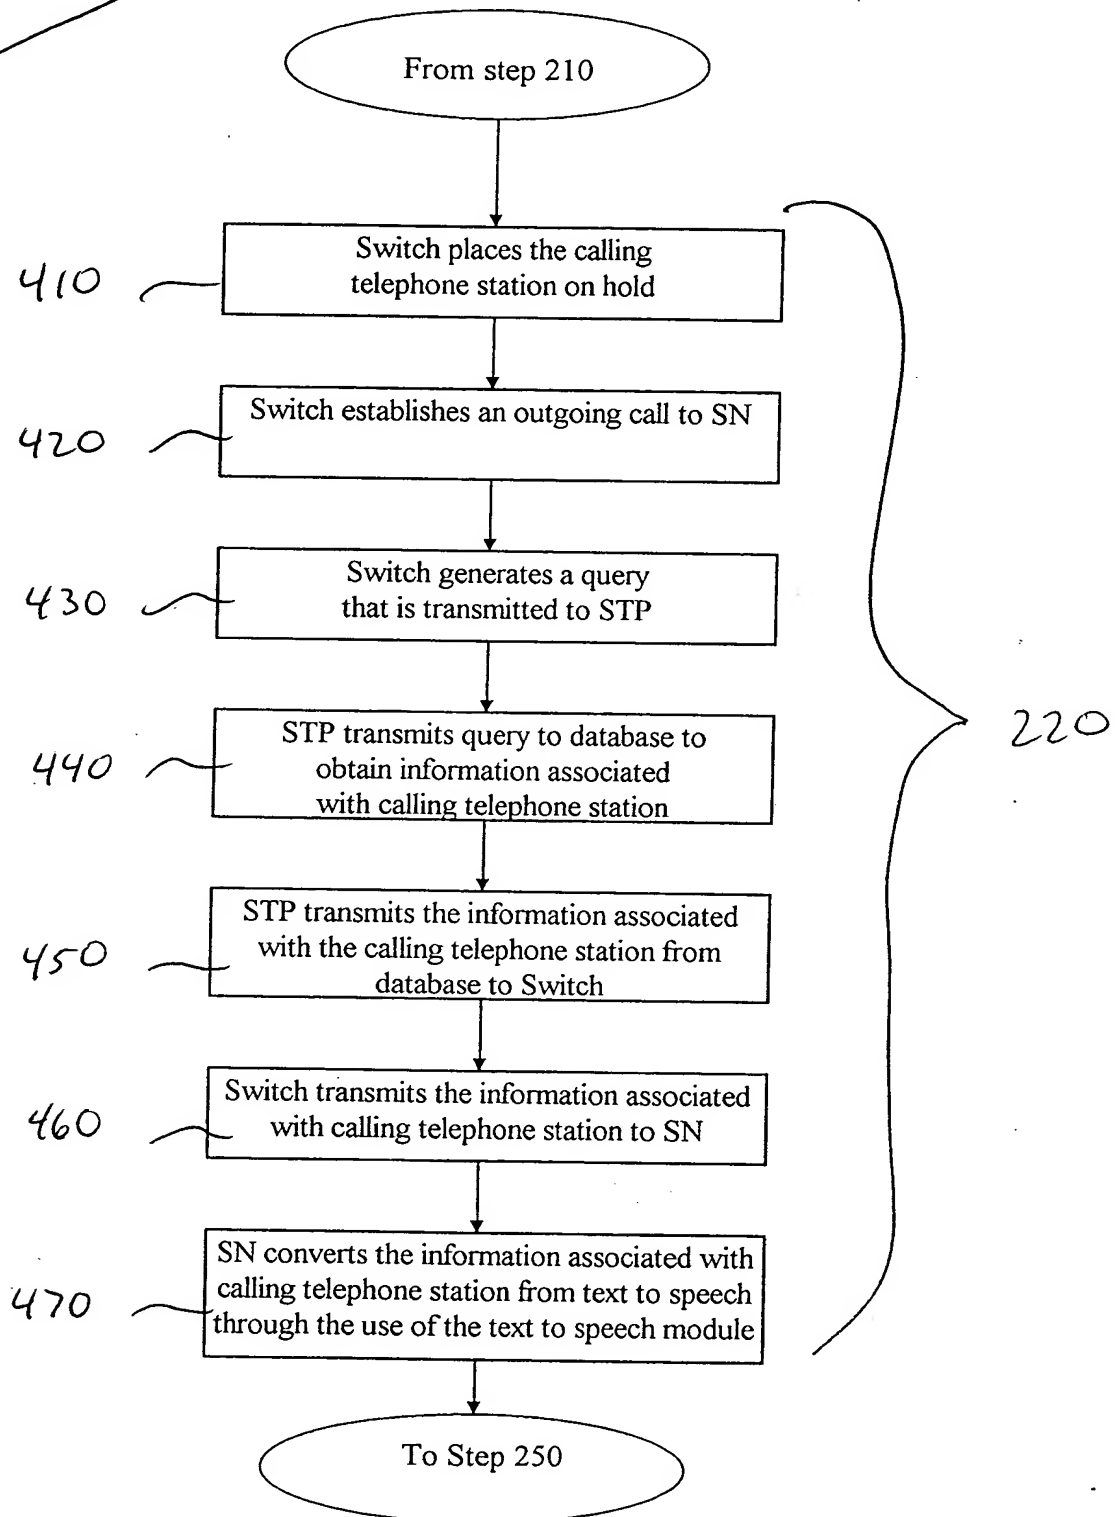 From step 210
410
Switch places the calling
telephone station on hold
420
Switch establishes an outgoing call to SN
430
Switch generates a query
that is transmitted to STP
220
440
STP transmits query to database to
obtain information associated
with calling telephone station
450
STP transmits the information associated
with the calling telephone station from
database to Switch
460
Switch transmits the information associated
with calling telephone station to SN
470
SN converts the information associated with
calling telephone station from text to speech
through the use of the text to speech module
To Step 250